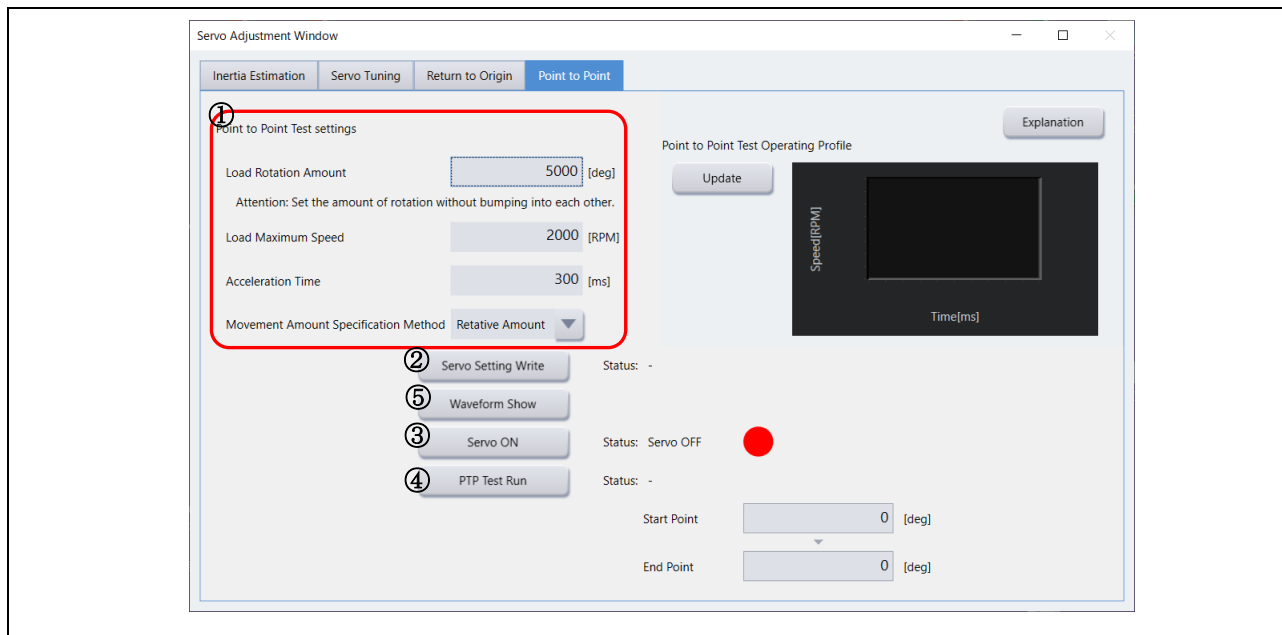 Servo Adjustment Window
Inertia Estimation Servo Tuning Return to Origin Point to Point
①
Point to Point Test settings
Explanation
Point to Point Test Operating Profile
Load Rotation Amount 5000 [deg]
Update
Attention: Set the amount of rotation without bumping into each other.
Speed[RPM]
Load Maximum Speed 2000 [RPM]
Acceleration Time 300 [ms]
Time[ms]
Movement Amount Specification Method Retative Amount
② Servo Setting Write Status: -
⑤ Waveform Show
③ Servo ON Status: Servo OFF
④ PTP Test Run Status: -
Start Point 0 [deg]
End Point 0 [deg]